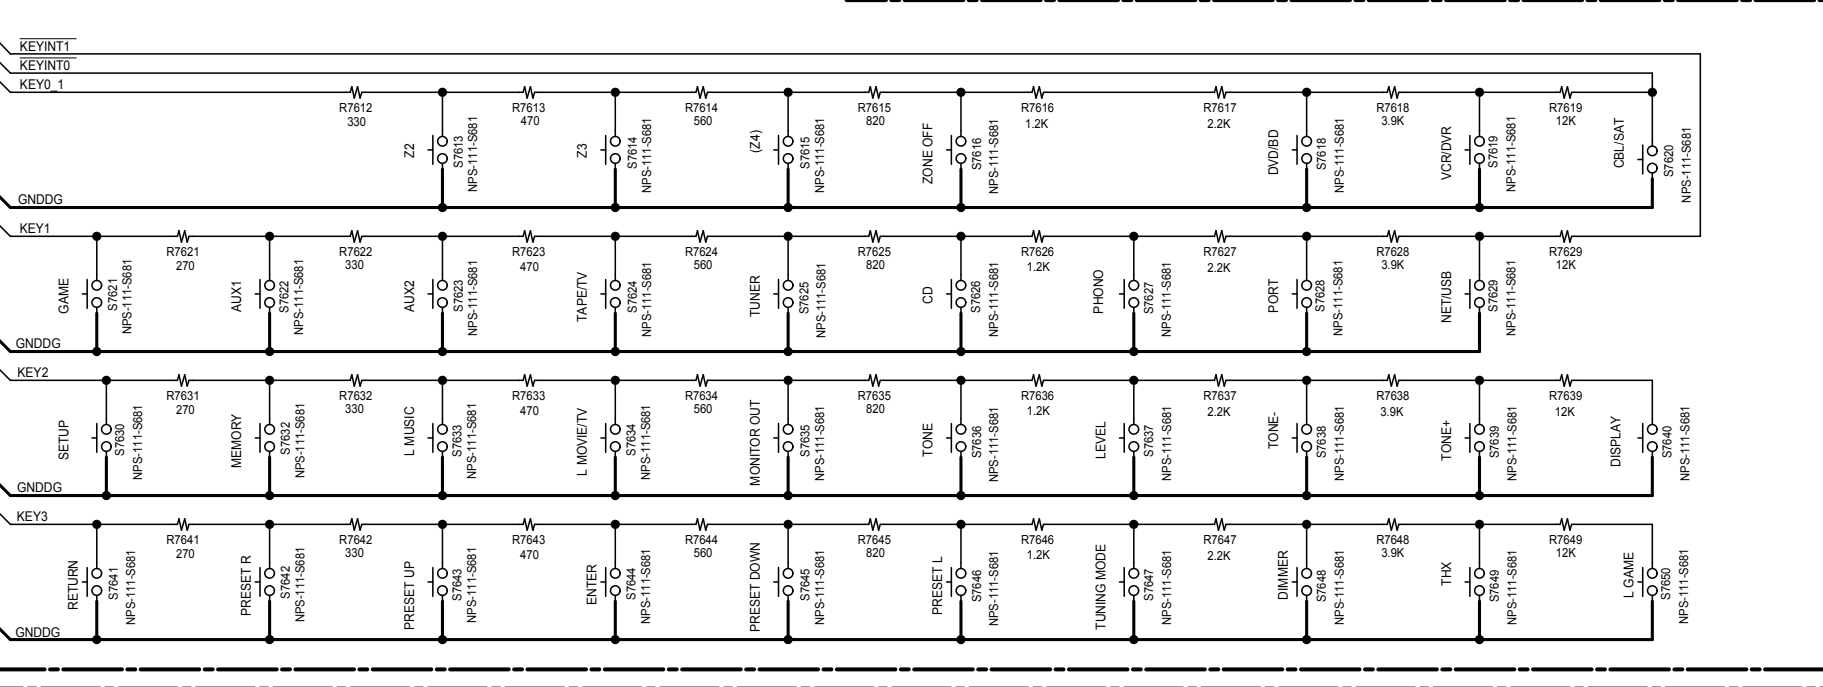 KEYINT1
KEYINT0
KEY0_1
R7612
330
R7613
470
R7614
560
R7615
820
R7616
1.2K
R7617
2.2K
R7618
3.9K
R7619
12K
Z2
S7613
NPS-111-S681
Z3
S7614
NPS-111-S681
(Z4)
S7615
NPS-111-S681
ZONE OFF
S7616
NPS-111-S681
DVD/BD
S7618
NPS-111-S681
VCR/DVR
S7619
NPS-111-S681
CBL/SAT
S7620
NPS-111-S681
GNDDG
KEY1
R7621
270
R7622
330
R7623
470
R7624
560
R7625
820
R7626
1.2K
R7627
2.2K
R7628
3.9K
R7629
12K
GAME
S7621
NPS-111-S681
AUX1
S7622
NPS-111-S681
AUX2
S7623
NPS-111-S681
TAPE/TV
S7624
NPS-111-S681
TUNER
S7625
NPS-111-S681
CD
S7626
NPS-111-S681
PHONO
S7627
NPS-111-S681
PORT
S7628
NPS-111-S681
NET/USB
S7629
NPS-111-S681
GNDDG
KEY2
R7631
270
R7632
330
R7633
470
R7634
560
R7635
820
R7636
1.2K
R7637
2.2K
R7638
3.9K
R7639
12K
SETUP
S7630
NPS-111-S681
MEMORY
S7632
NPS-111-S681
L MUSIC
S7633
NPS-111-S681
L MOVIE/TV
S7634
NPS-111-S681
MONITOR OUT
S7635
NPS-111-S681
TONE
S7636
NPS-111-S681
LEVEL
S7637
NPS-111-S681
TONE-
S7638
NPS-111-S681
TONE+
S7639
NPS-111-S681
DISPLAY
S7640
NPS-111-S681
GNDDG
KEY3
R7641
270
R7642
330
R7643
470
R7644
560
R7645
820
R7646
1.2K
R7647
2.2K
R7648
3.9K
R7649
12K
RETURN
S7641
NPS-111-S681
PRESET R
S7642
NPS-111-S681
PRESET UP
S7643
NPS-111-S681
ENTER
S7644
NPS-111-S681
PRESET DOWN
S7645
NPS-111-S681
PRESET L
S7646
NPS-111-S681
TUNING MODE
S7647
NPS-111-S681
DIMMER
S7648
NPS-111-S681
THX
S7649
NPS-111-S681
L GAME
S7650
NPS-111-S681
GNDDG